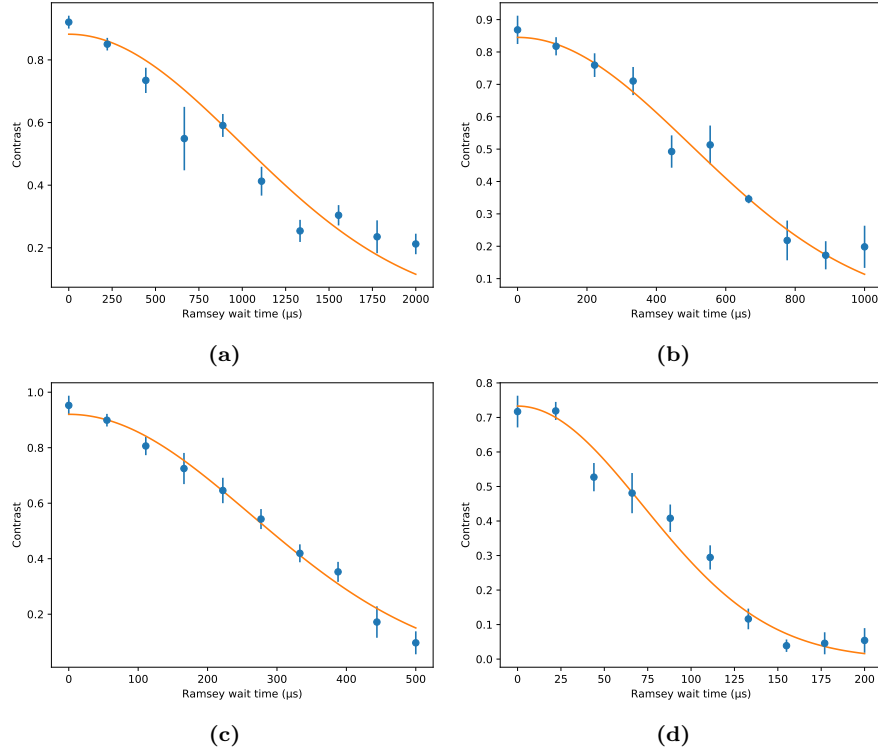 0.8
0.6
0.4
0.2
Contrast
0 250 500 750 1000 1250 1500 1750 2000
Ramsey wait time (μs)
(a)
0.9
0.8
0.7
0.6
0.5
0.4
0.3
0.2
0.1
Contrast
0 200 400 600 800 1000
Ramsey wait time (μs)
(b)
1.0
0.8
0.6
0.4
0.2
Contrast
0 100 200 300 400 500
Ramsey wait time (μs)
(c)
0.8
0.7
0.6
0.5
0.4
0.3
0.2
0.1
0.0
Contrast
0 25 50 75 100 125 150 175 200
Ramsey wait time (μs)
(d)